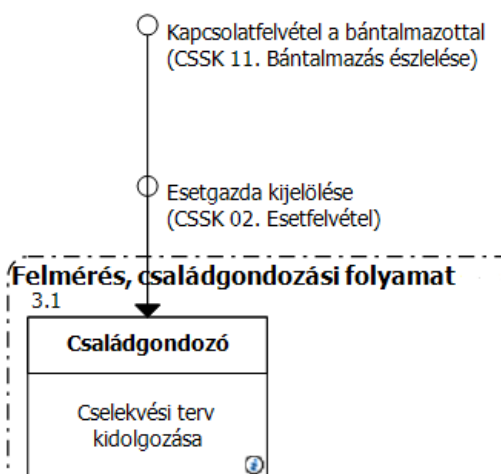 Kapcsolatfelvétel a bántalmazottal
(CSSK 11. Bántalmazás észlelése)
Esetgazda kijelölése
(CSSK 02. Esetfelvétel)
Felmérés, családgondozási folyamat
3.1
Családgondozó
Cselekvési terv
kidolgozása